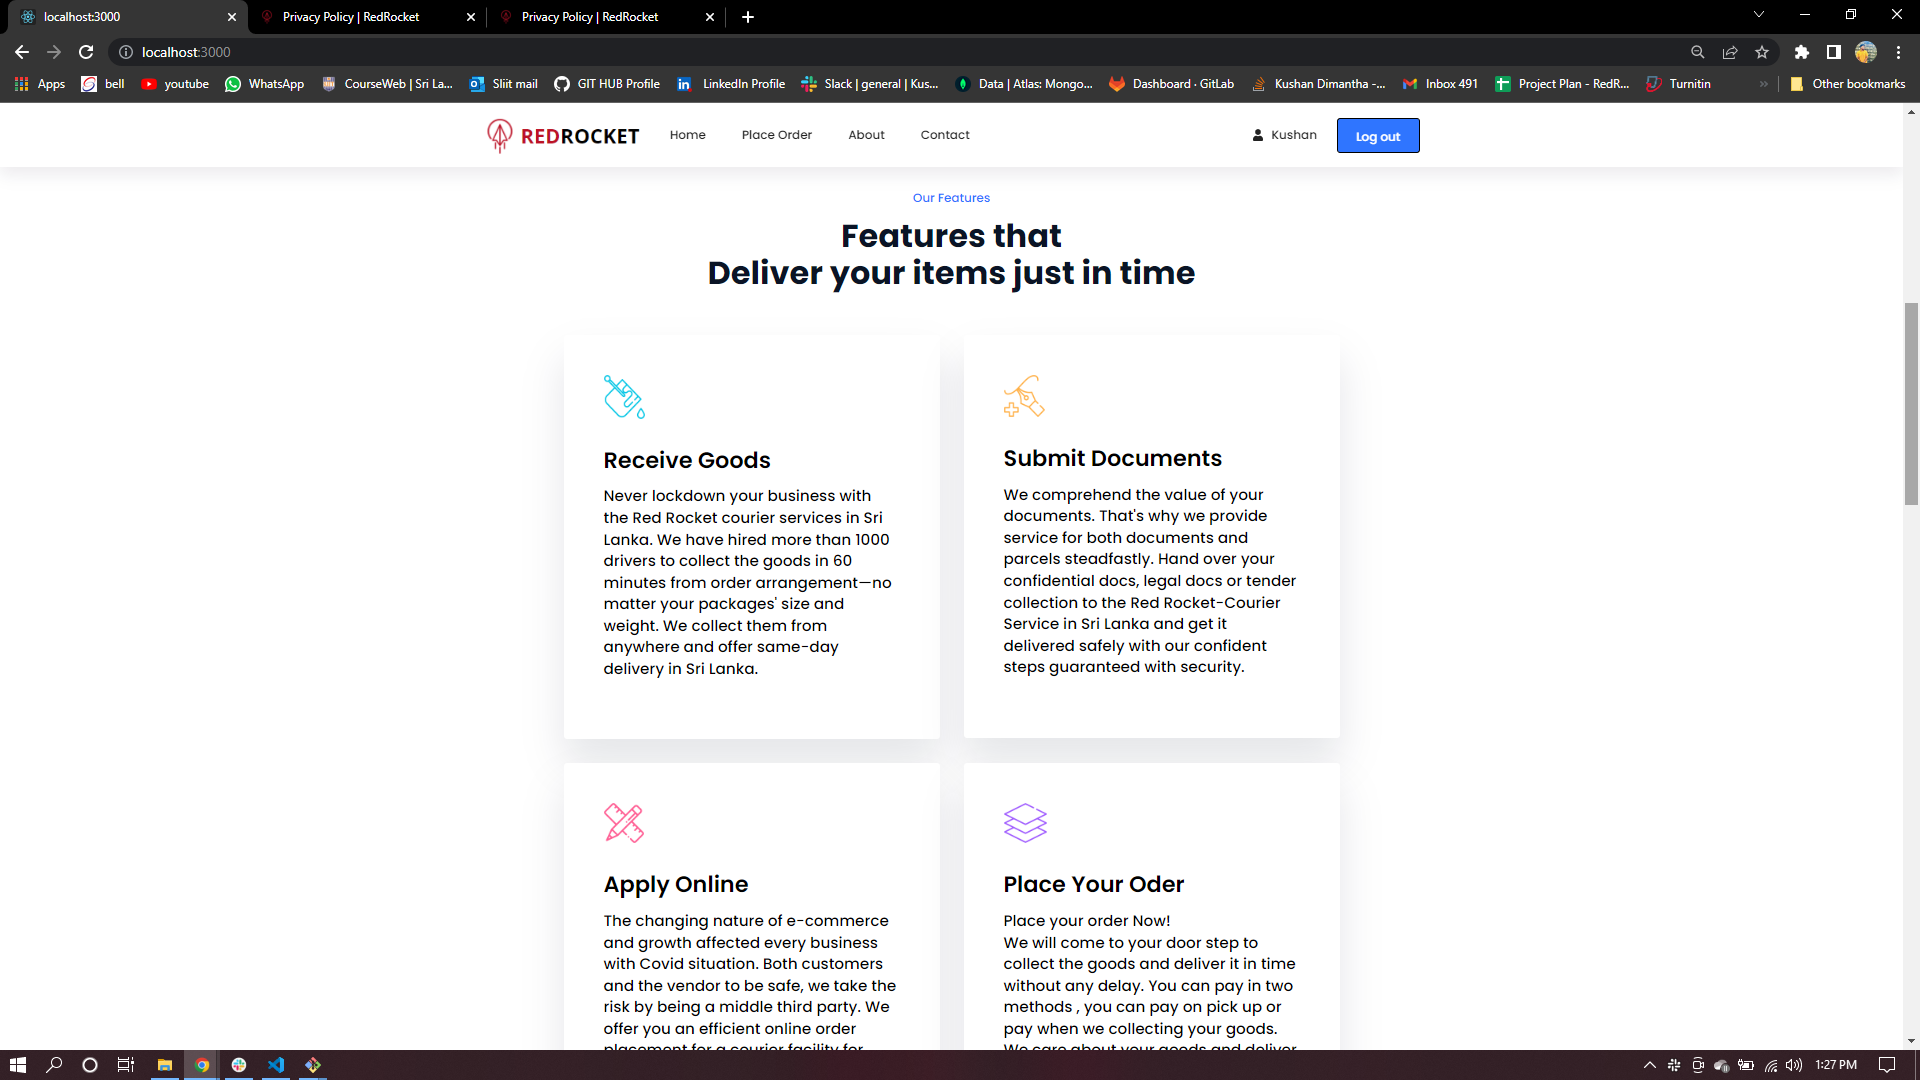 localhost:3000
Privacy Policy | RedRocket
Privacy Policy | RedRocket
localhost:3000
Apps
bell
youtube
WhatsApp
CourseWeb | Sri La...
Sliit mail
GIT HUB Profile
LinkedIn Profile
Slack | general | Kus...
Data | Atlas: Mongo...
Dashboard · GitLab
Kushan Dimantha -...
Inbox 491
Project Plan - RedR...
Turnitin
»
Other bookmarks
REDROCKET
Home
Place Order
About
Contact
Kushan
Log out
Our Features
Features that
Deliver your items just in time
Receive Goods
Never lockdown your business with
the Red Rocket courier services in Sri
Lanka. We have hired more than 1000
drivers to collect the goods in 60
minutes from order arrangement—no
matter your packages' size and
weight. We collect them from
anywhere and offer same-day
delivery in Sri Lanka.
Submit Documents
We comprehend the value of your
documents. That's why we provide
service for both documents and
parcels steadfastly. Hand over your
confidential docs, legal docs or tender
collection to the Red Rocket-Courier
Service in Sri Lanka and get it
delivered safely with our confident
steps guaranteed with security.
Apply Online
The changing nature of e-commerce
and growth affected every business
with Covid situation. Both customers
and the vendor to be safe, we take the
risk by being a middle third party. We
offer you an efficient online order
placement for a courier facility for
Place Your Oder
Place your order Now!
We will come to your door step to
collect the goods and deliver it in time
without any delay. You can pay in two
methods , you can pay on pick up or
pay when we collecting your goods.
We care about your goods and deliver
1:27 PM